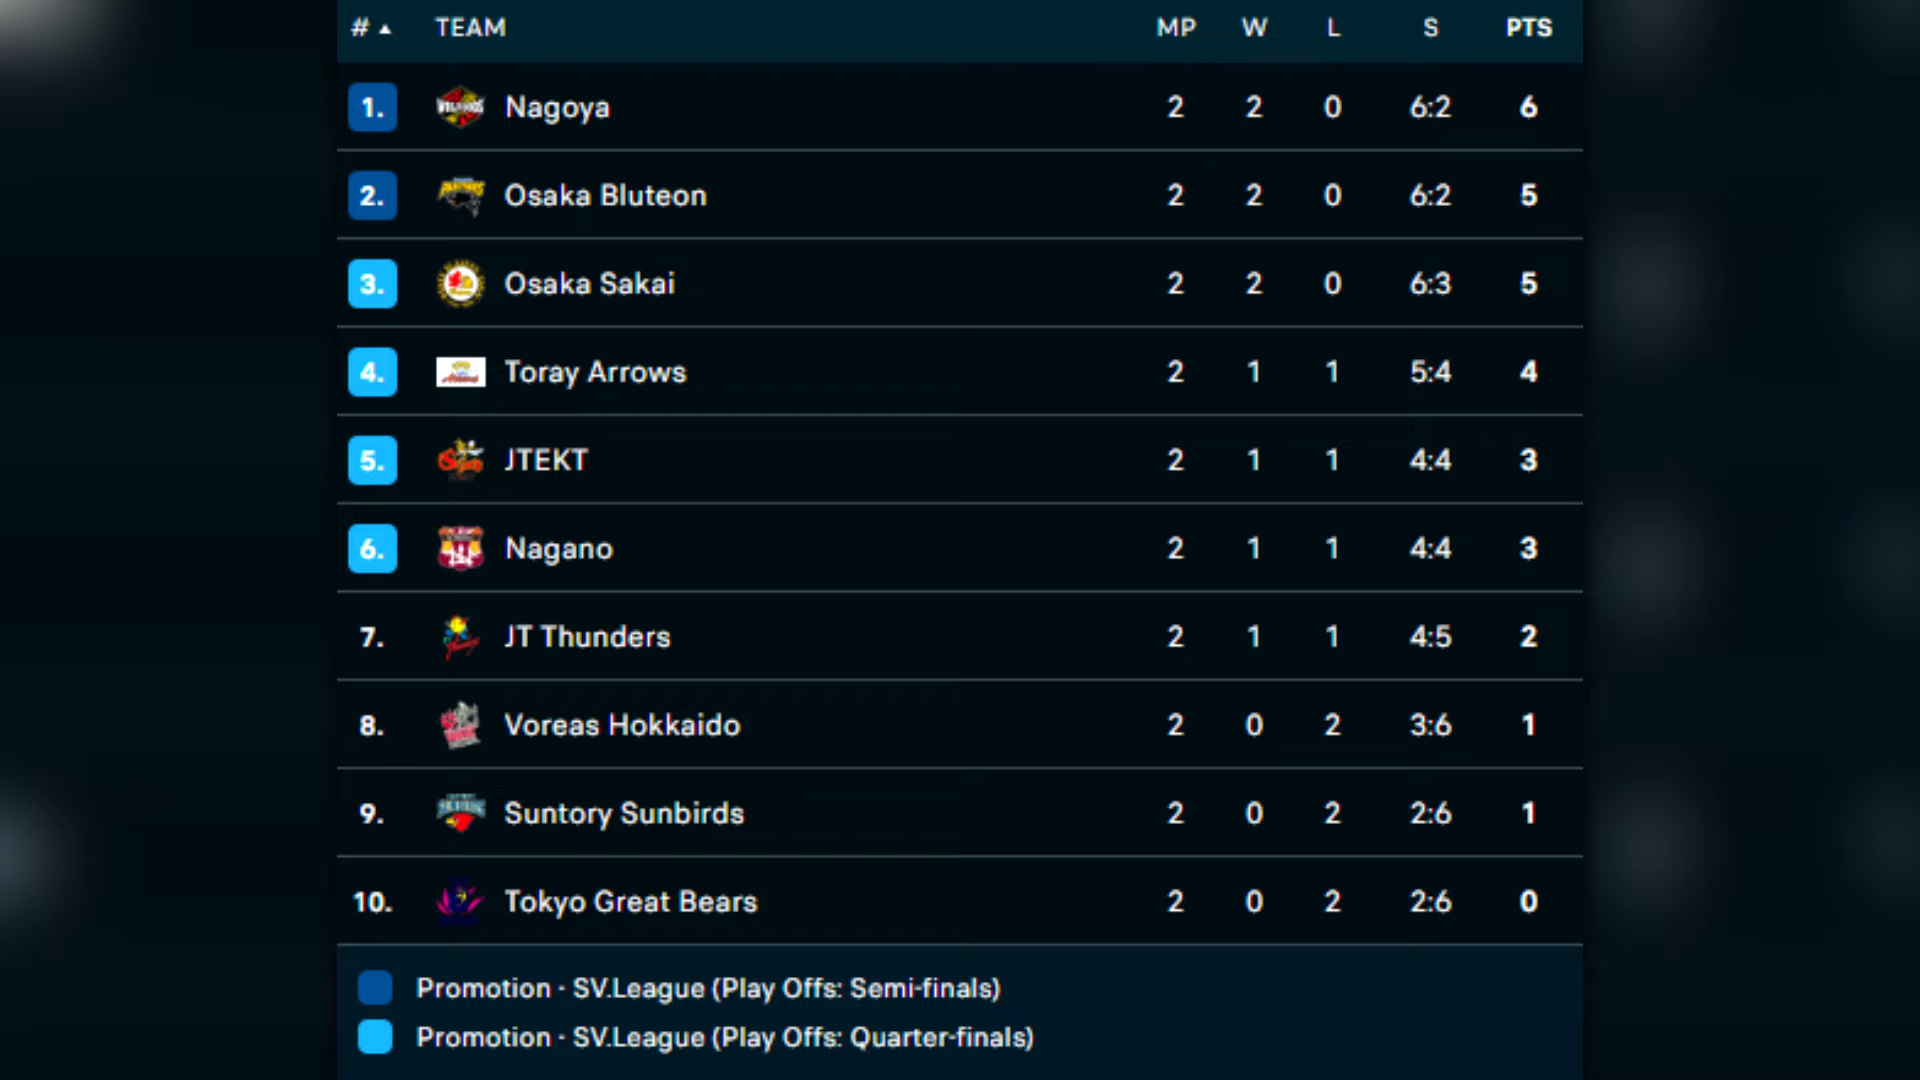 # ▲ TEAM MP W L S PTS
1. Nagoya 2 2 0 6:2 6
2. Osaka Bluteon 2 2 0 6:2 5
3. Osaka Sakai 2 2 0 6:3 5
4. Toray Arrows 2 1 1 5:4 4
5. JTEKT 2 1 1 4:4 3
6. Nagano 2 1 1 4:4 3
7. JT Thunders 2 1 1 4:5 2
8. Voreas Hokkaido 2 0 2 3:6 1
9. Suntory Sunbirds 2 0 2 2:6 1
10. Tokyo Great Bears 2 0 2 2:6 0
Promotion - SV.League (Play Offs: Semi-finals)
Promotion - SV.League (Play Offs: Quarter-finals)